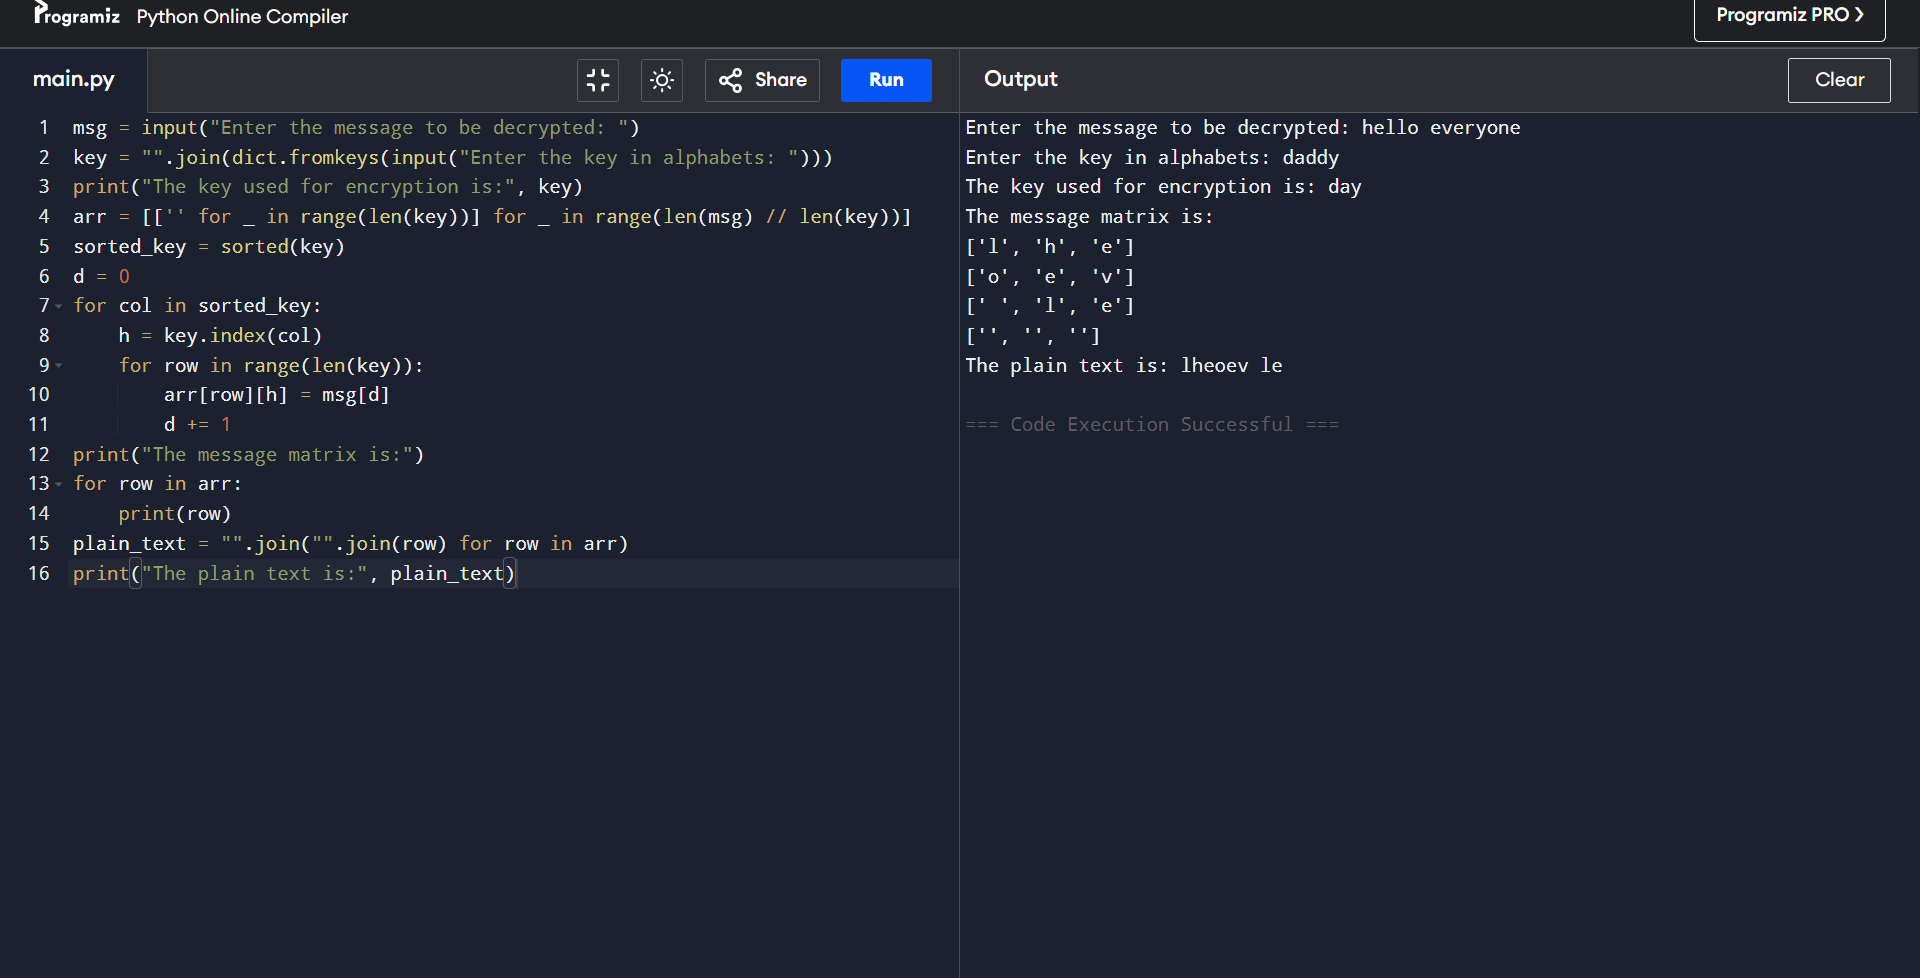 Programiz Python Online Compiler
Programiz PRO ❯
main.py
Share
Run
Output
Clear
1 msg = input("Enter the message to be decrypted: ")
2 key = "".join(dict.fromkeys(input("Enter the key in alphabets: ")))
3 print("The key used for encryption is:", key)
4 arr = [['' for _ in range(len(key))] for _ in range(len(msg) // len(key))]
5 sorted_key = sorted(key)
6 d = 0
7 for col in sorted_key:
8     h = key.index(col)
9     for row in range(len(key)):
10         arr[row][h] = msg[d]
11         d += 1
12 print("The message matrix is:")
13 for row in arr:
14     print(row)
15 plain_text = "".join("".join(row) for row in arr)
16 print("The plain text is:", plain_text)
Enter the message to be decrypted: hello everyone
Enter the key in alphabets: daddy
The key used for encryption is: day
The message matrix is:
['l', 'h', 'e']
['o', 'e', 'v']
[' ', 'l', 'e']
['', '', '']
The plain text is: lheoev le
=== Code Execution Successful ===